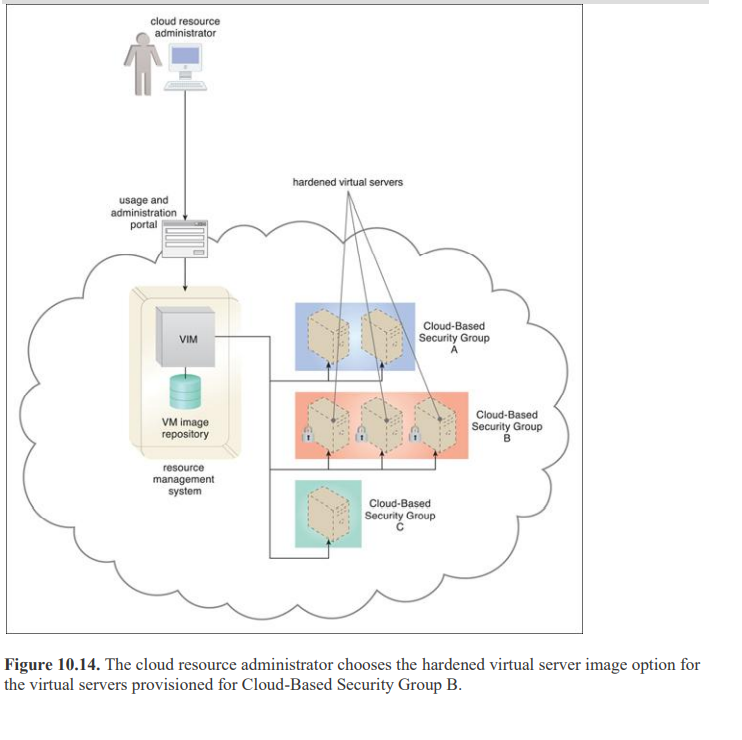 cloud resource
administrator
hardened virtual servers
usage and
administration
portal
VIM
Cloud-Based
Security Group
A
VM image
repository
Cloud-Based
Security Group
B
resource
management
system
Cloud-Based
Security Group
C
Figure 10.14. The cloud resource administrator chooses the hardened virtual server image option for
the virtual servers provisioned for Cloud-Based Security Group B.